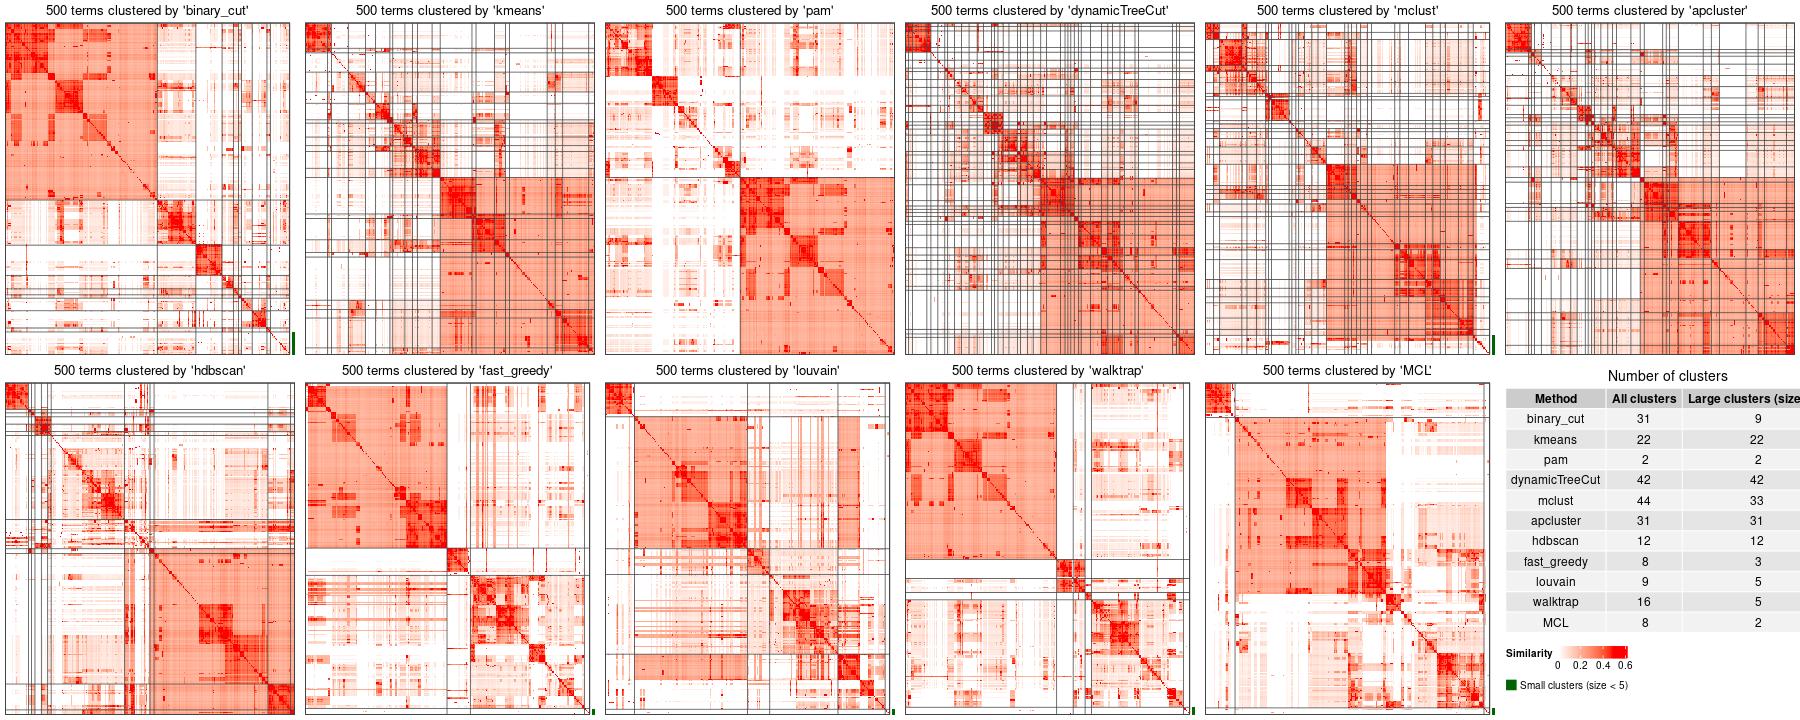 500 terms clustered by 'binary_cut'
500 terms clustered by 'kmeans'
500 terms clustered by 'pam'
500 terms clustered by 'dynamicTreeCut'
500 terms clustered by 'mclust'
500 terms clustered by 'apcluster'
500 terms clustered by 'hdbscan'
500 terms clustered by 'fast_greedy'
500 terms clustered by 'louvain'
500 terms clustered by 'walktrap'
500 terms clustered by 'MCL'
Number of clusters
Method All clusters Large clusters (size
binary_cut 31 9
kmeans 22 22
pam 2 2
dynamicTreeCut 42 42
mclust 44 33
apcluster 31 31
hdbscan 12 12
fast_greedy 8 3
louvain 9 5
walktrap 16 5
MCL 8 2
Similarity
0 0.2 0.4 0.6
Small clusters (size < 5)